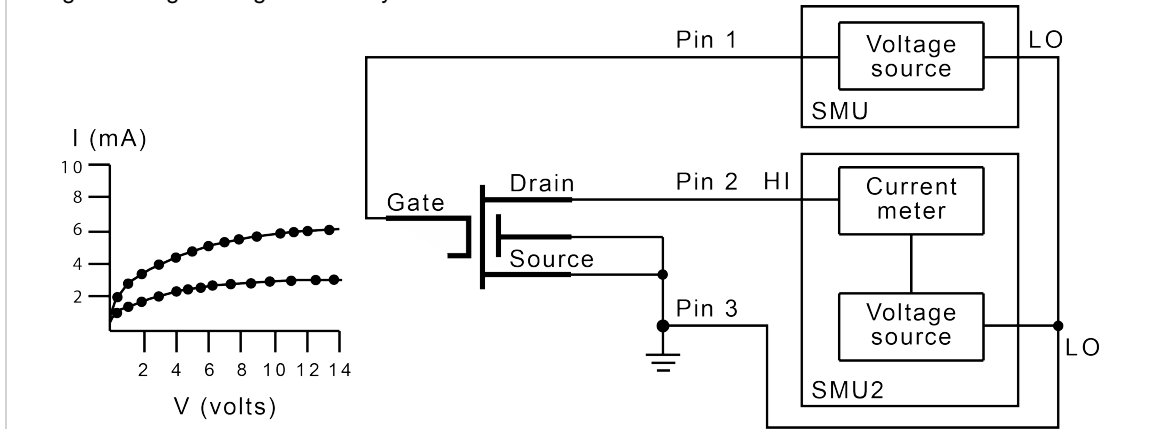 Pin 1
Voltage
source
LO
SMU
I (mA)
10
8
6
4
2
2 4 6 8 10 12 14
V (volts)
Gate
Drain
Source
Pin 2
HI
Current
meter
Pin 3
Voltage
source
LO
SMU2